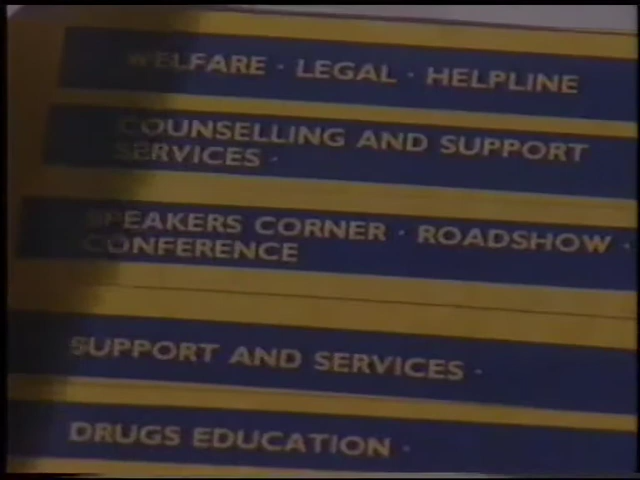 WELFARE · LEGAL · HELPLINE
COUNSELLING AND SUPPORT
SERVICES ·
SPEAKERS CORNER · ROADSHOW ·
CONFERENCE
SUPPORT AND SERVICES ·
DRUGS EDUCATION ·